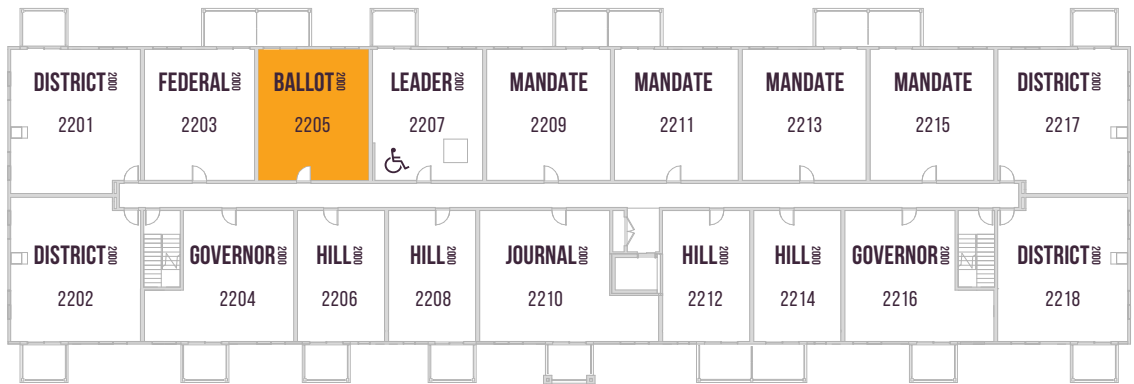 DISTRICT 2000
2201
FEDERAL 2000
2203
BALLOT 2000
2205
LEADER 2000
2207
MANDATE
2209
MANDATE
2211
MANDATE
2213
MANDATE
2215
DISTRICT 2000
2217
DISTRICT 2000
2202
GOVERNOR 2000
2204
HILL 2000
2206
HILL 2000
2208
JOURNAL 2000
2210
HILL 2000
2212
HILL 2000
2214
GOVERNOR 2000
2216
DISTRICT 2000
2218